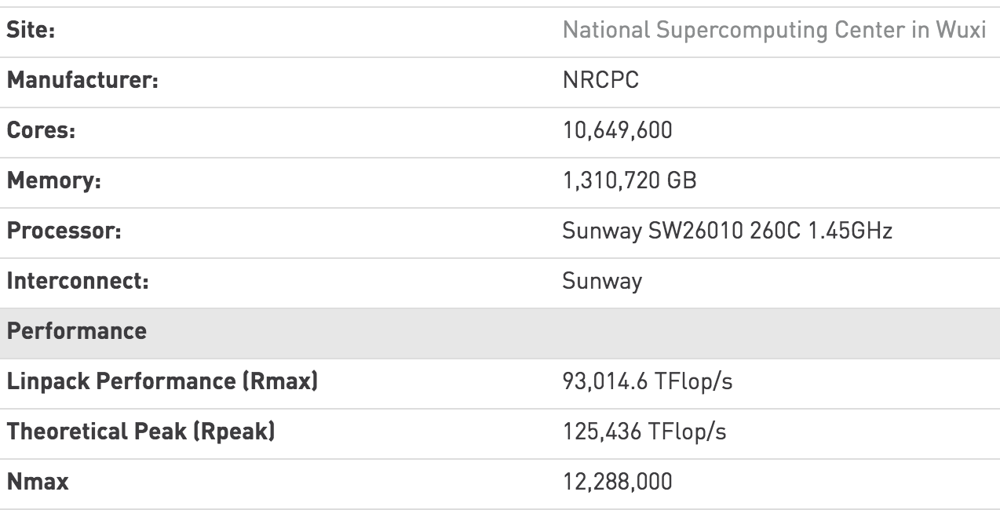 Site: National Supercomputing Center in Wuxi
Manufacturer: NRCPC
Cores: 10,649,600
Memory: 1,310,720 GB
Processor: Sunway SW26010 260C 1.45GHz
Interconnect: Sunway
Performance
Linpack Performance (Rmax) 93,014.6 TFlop/s
Theoretical Peak (Rpeak) 125,436 TFlop/s
Nmax 12,288,000